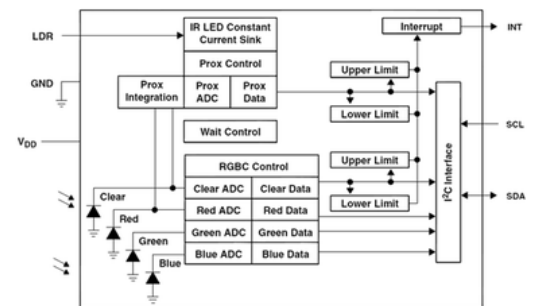 LDR
GND
VDD
IR LED Constant
Current Sink
Prox Control
Prox
Integration
Prox
ADC
Prox
Data
Wait Control
RGBC Control
Clear ADC
Clear Data
Red ADC
Red Data
Green ADC
Green Data
Blue ADC
Blue Data
Clear
Red
Green
Blue
Interrupt
Upper Limit
Lower Limit
Upper Limit
Lower Limit
I2C Interface
INT
SCL
SDA